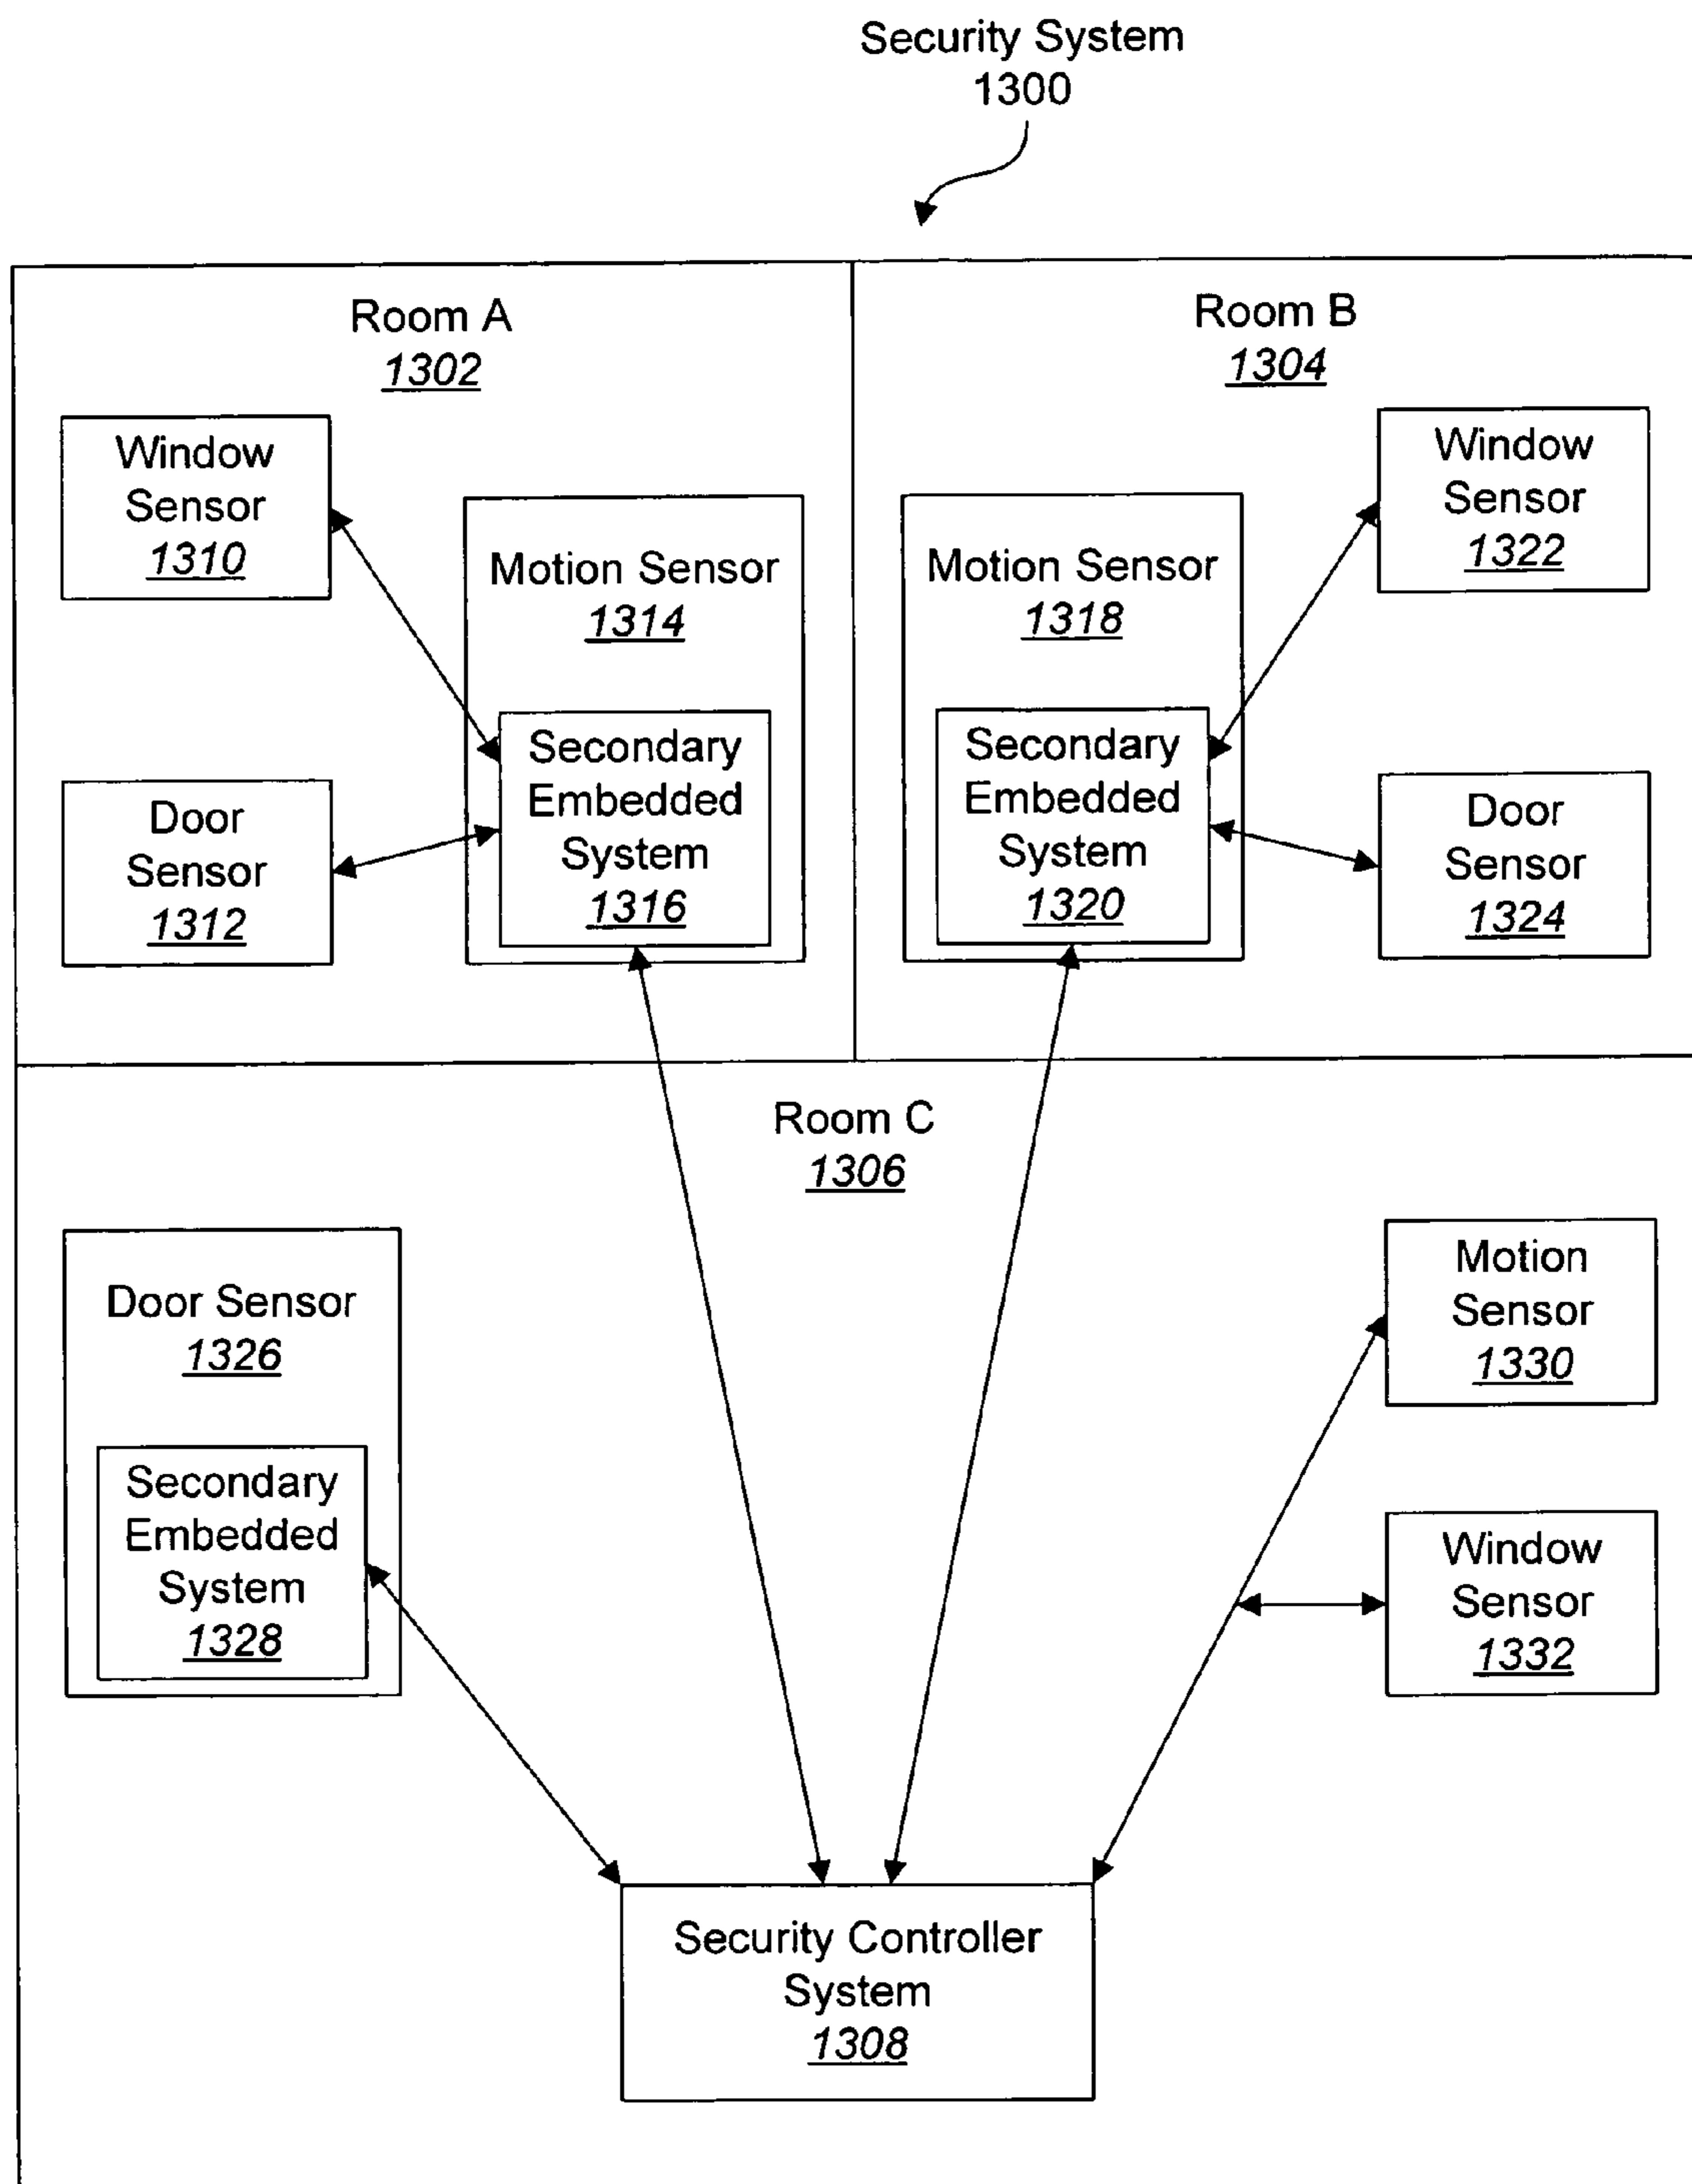 Security System
1300
Room A
1302
Window
Sensor
1310
Door
Sensor
1312
Motion Sensor
1314
Secondary
Embedded
System
1316
Room B
1304
Motion Sensor
1318
Secondary
Embedded
System
1320
Window
Sensor
1322
Door
Sensor
1324
Room C
1306
Door Sensor
1326
Secondary
Embedded
System
1328
Motion
Sensor
1330
Window
Sensor
1332
Security Controller
System
1308